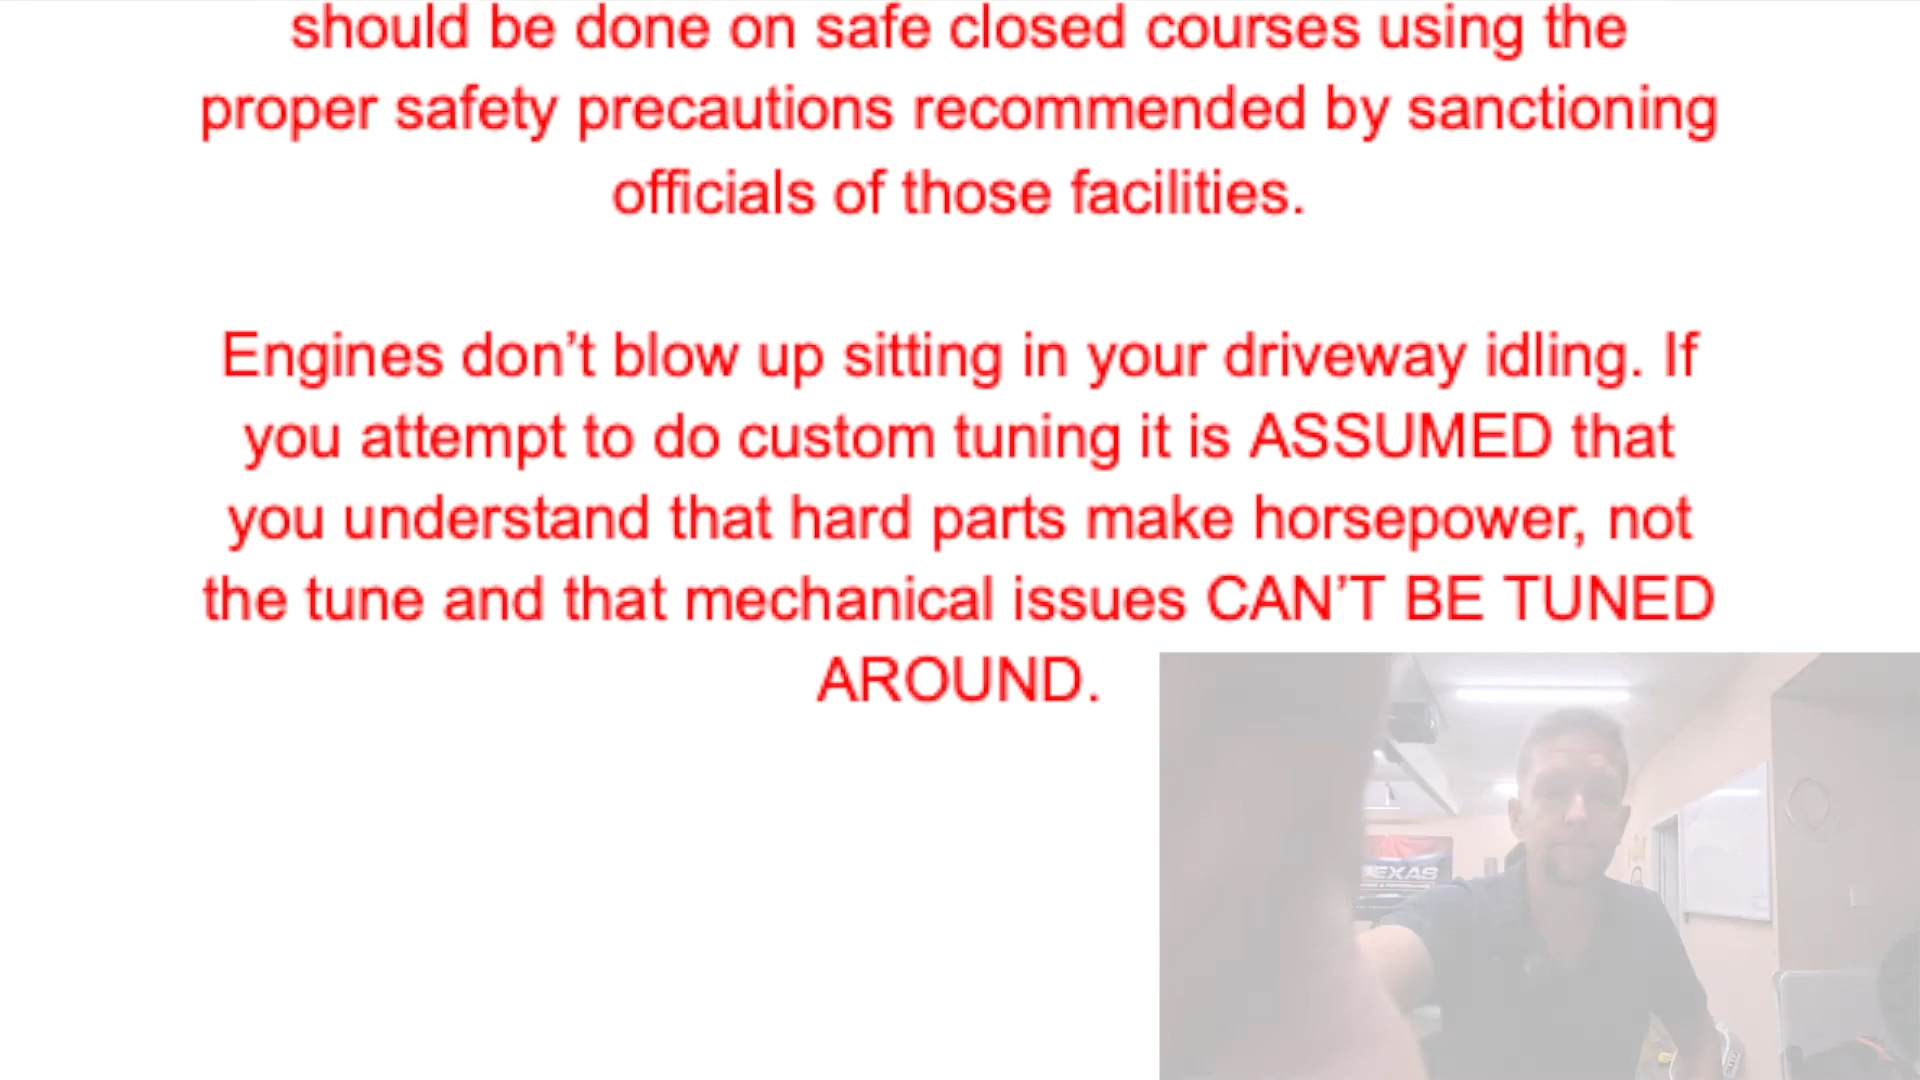 should be done on safe closed courses using the
proper safety precautions recommended by sanctioning
officials of those facilities.
Engines don’t blow up sitting in your driveway idling. If
you attempt to do custom tuning it is ASSUMED that
you understand that hard parts make horsepower, not
the tune and that mechanical issues CAN’T BE TUNED
AROUND.
EXAS